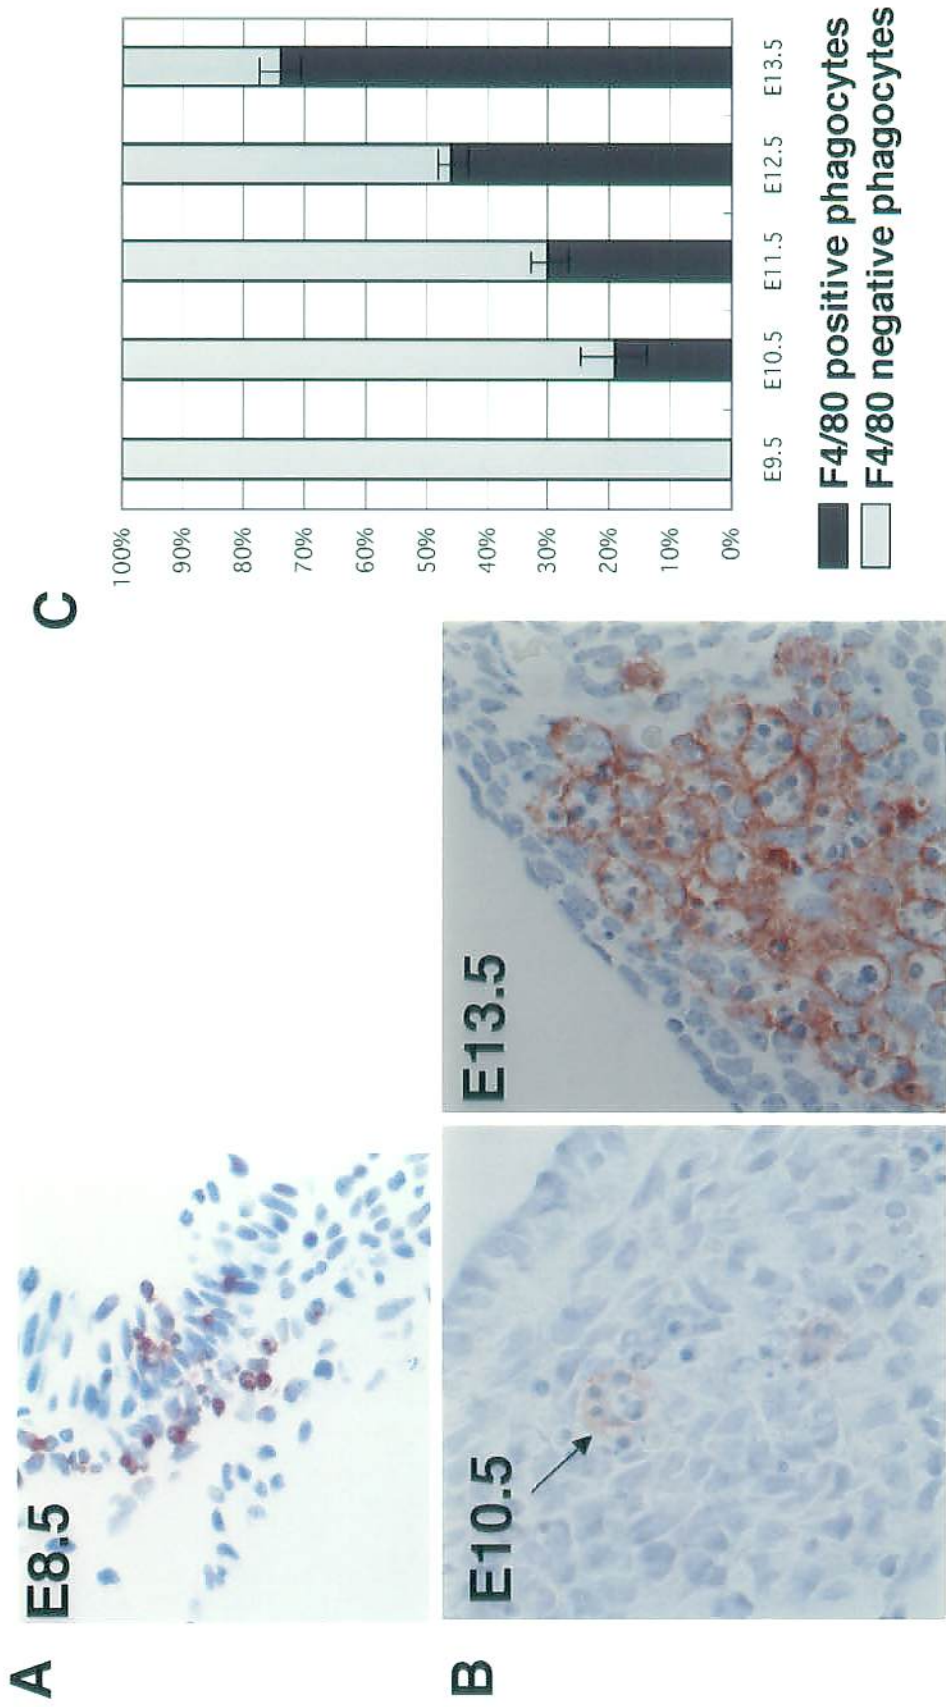 A
E8.5
B
E10.5
E13.5
C
100%
90%
80%
70%
60%
50%
40%
30%
20%
10%
0%
E9.5 E10.5 E11.5 E12.5 E13.5
F4/80 positive phagocytes
F4/80 negative phagocytes